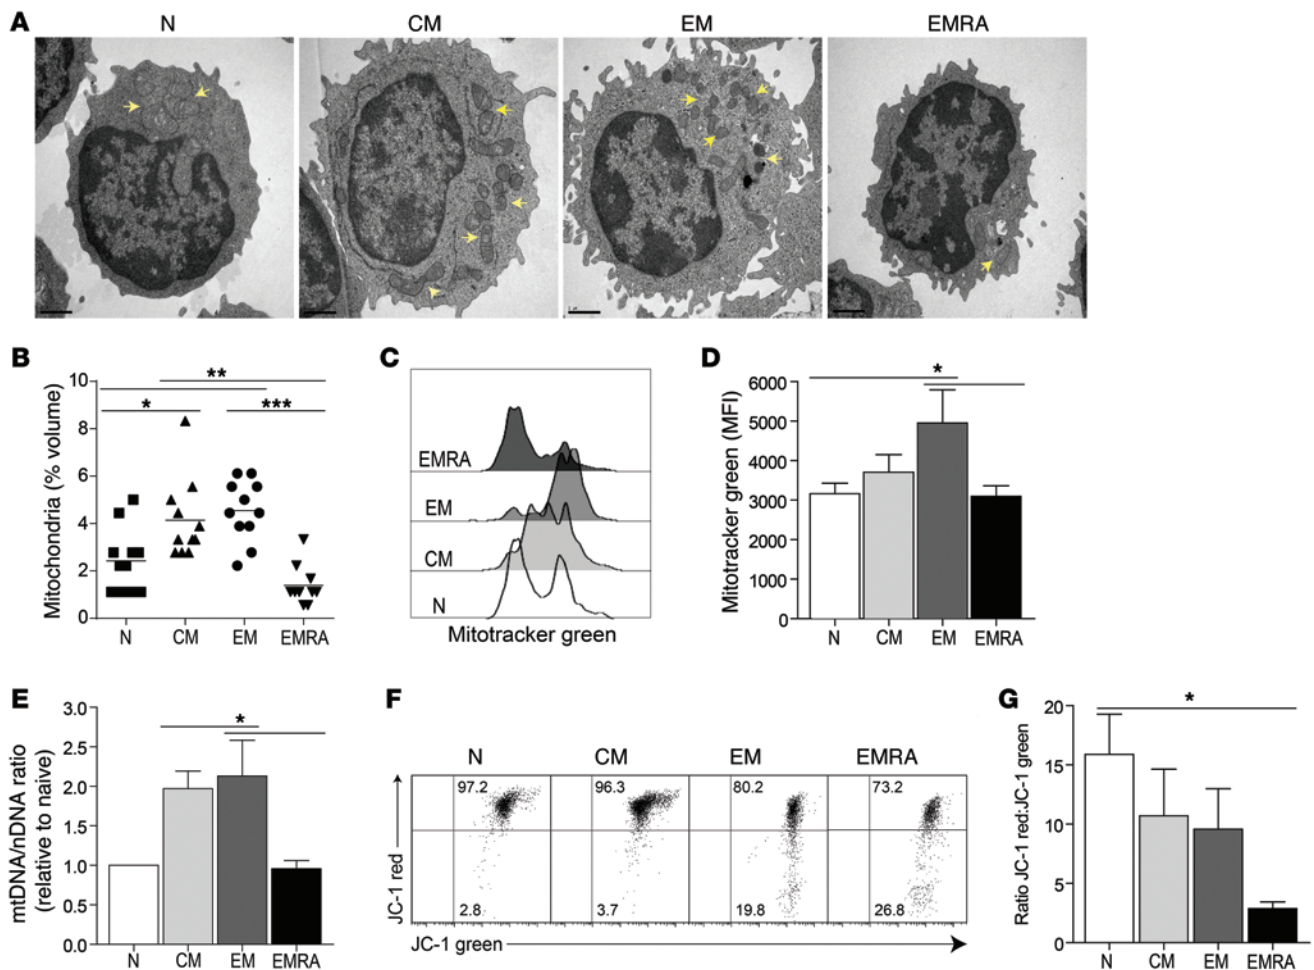 A
N CM EM EMRA
B
Mitochondria (% volume)
10
8
6
4
2
0
**
* ***
N CM EM EMRA
C
EMRA
EM
CM
N
Mitotracker green
D
Mitotracker green (MFI)
6000
5000
4000
3000
2000
1000
0
*
N CM EM EMRA
E
mtDNA/nDNA ratio
(relative to naive)
3.0
2.5
2.0
1.5
1.0
0.5
0.0
*
N CM EM EMRA
F
N CM EM EMRA
97.2 96.3 80.2 73.2
2.8 3.7 19.8 26.8
JC-1 red
JC-1 green
G
Ratio JC-1 red:JC-1 green
20
15
10
5
0
*
N CM EM EMRA